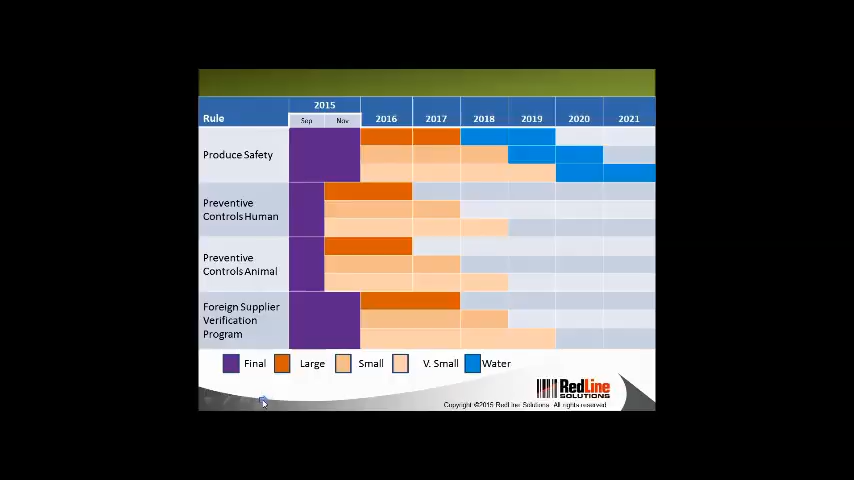 2015
Rule
Sep Nov 2016 2017 2018 2019 2020 2021
Produce Safety
Preventive
Controls Human
Preventive
Controls Animal
Foreign Supplier
Verification
Program
Final Large Small V. Small Water
RedLine
SOLUTIONS
Copyright ©2015 RedLine Solutions. All rights reserved.